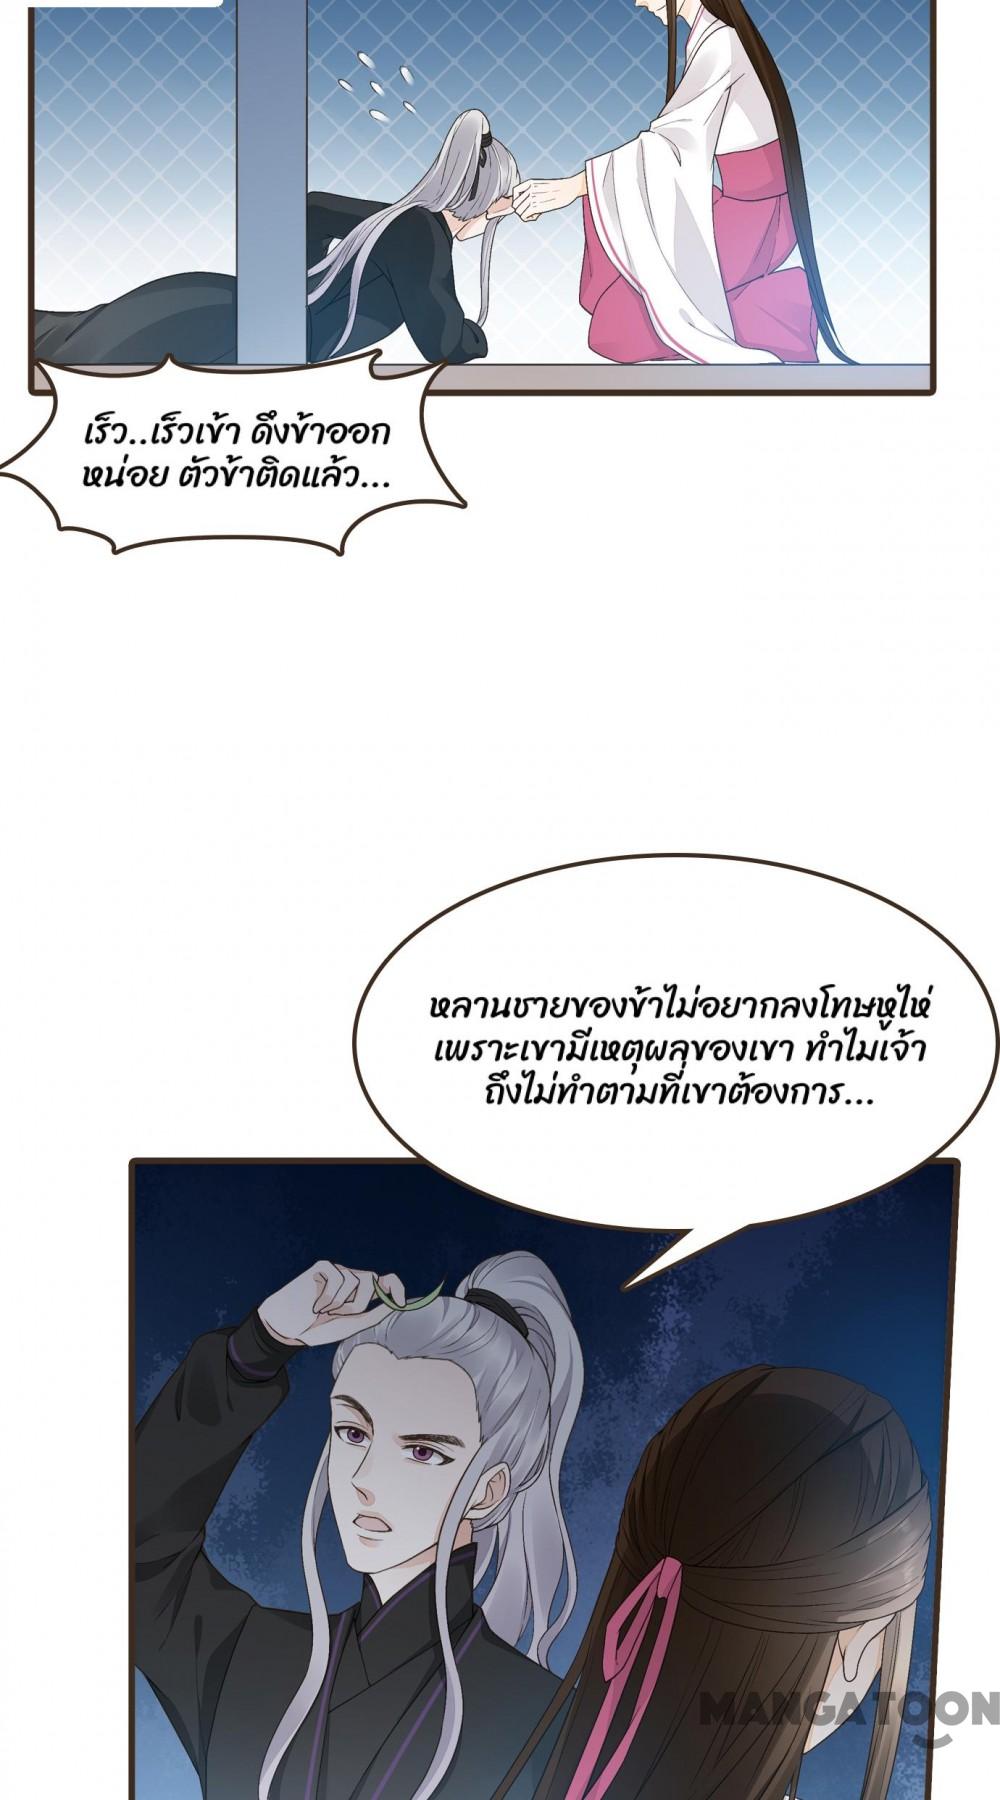 เร็ว..เร็วเข้า ดึงข้าออก
หน่อย ตัวข้าติดแล้ว...
หลานชายของข้าไม่อยากลงโทษหูไห่
เพราะเขามีเหตุผลของเขา ทำไมเจ้า
ถึงไม่ทำตามที่เขาต้องการ...
MANGATOON